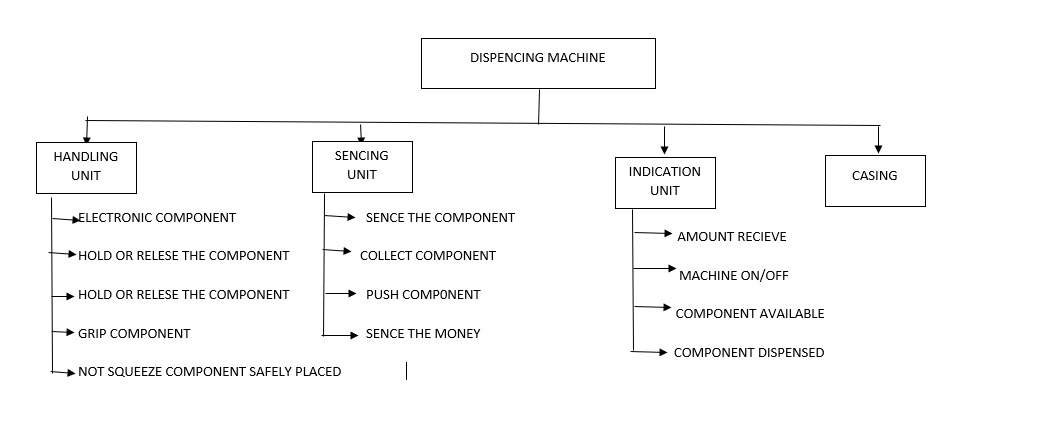 DISPENCING MACHINE
HANDLING
UNIT
ELECTRONIC COMPONENT
HOLD OR RELESE THE COMPONENT
HOLD OR RELESE THE COMPONENT
GRIP COMPONENT
NOT SQUEEZE COMPONENT SAFELY PLACED
SENCING
UNIT
SENCE THE COMPONENT
COLLECT COMPONENT
PUSH COMP0NENT
SENCE THE MONEY
INDICATION
UNIT
AMOUNT RECIEVE
MACHINE ON/OFF
COMPONENT AVAILABLE
COMPONENT DISPENSED
CASING